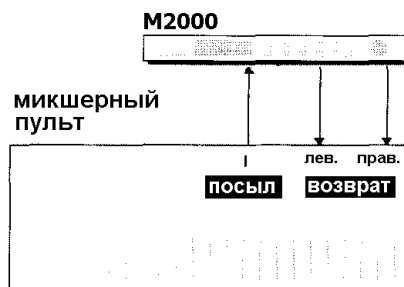 M2000
микшерный
пульт
I
лев. прав.
посыл возврат